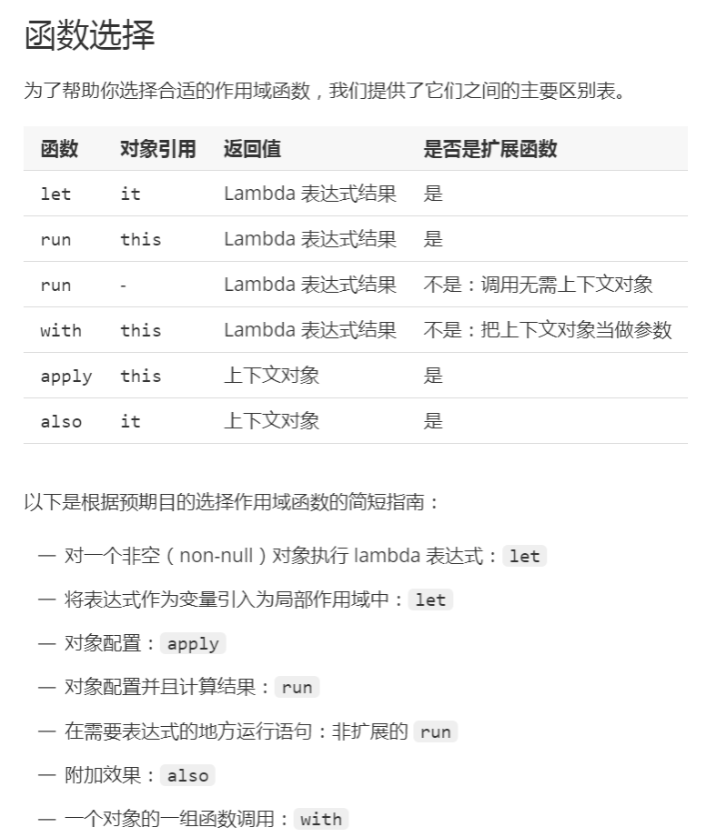 函数选择
为了帮助你选择合适的作用域函数，我们提供了它们之间的主要区别表。
函数 对象引用 返回值 是否是扩展函数
let it Lambda 表达式结果 是
run this Lambda 表达式结果 是
run - Lambda 表达式结果 不是：调用无需上下文对象
with this Lambda 表达式结果 不是：把上下文对象当做参数
apply this 上下文对象 是
also it 上下文对象 是
以下是根据预期目的选择作用域函数的简短指南：
— 对一个非空（non-null）对象执行 lambda 表达式：let
— 将表达式作为变量引入为局部作用域中：let
— 对象配置：apply
— 对象配置并且计算结果：run
— 在需要表达式的地方运行语句：非扩展的 run
— 附加效果：also
— 一个对象的一组函数调用：with